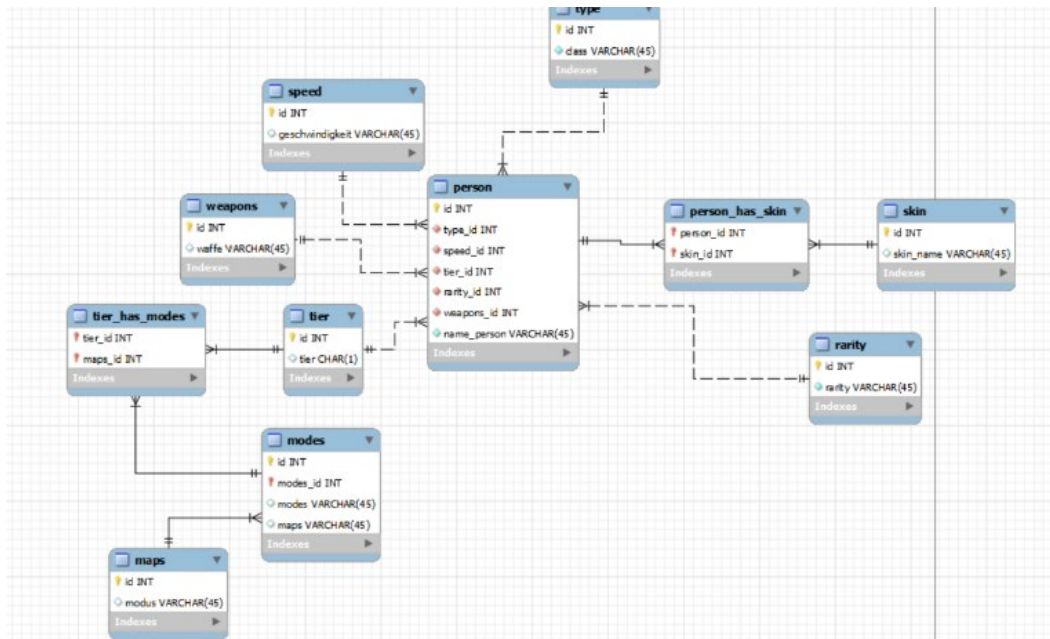 type
id INT
class VARCHAR(45)
Indexes
speed
id INT
geschwindigkeit VARCHAR(45)
Indexes
weapons
id INT
waffe VARCHAR(45)
Indexes
person
id INT
type_id INT
speed_id INT
tier_id INT
rarity_id INT
weapons_id INT
name_person VARCHAR(45)
Indexes
person_has_skin
person_id INT
skin_id INT
Indexes
skin
id INT
skin_name VARCHAR(45)
Indexes
tier_has_modes
tier_id INT
maps_id INT
Indexes
tier
id INT
tier CHAR(1)
Indexes
rarity
id INT
rarity VARCHAR(45)
Indexes
modes
id INT
modes_id INT
modes VARCHAR(45)
maps VARCHAR(45)
Indexes
maps
id INT
modus VARCHAR(45)
Indexes